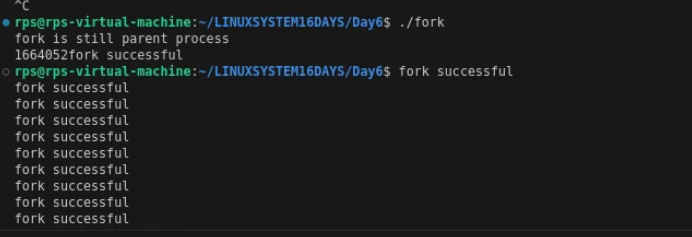 ^C
rps@rps-virtual-machine:~/LINUXSYSTEM16DAYS/Day6$ ./fork
fork is still parent process
1664052fork successful
rps@rps-virtual-machine:~/LINUXSYSTEM16DAYS/Day6$ fork successful
fork successful
fork successful
fork successful
fork successful
fork successful
fork successful
fork successful
fork successful
fork successful